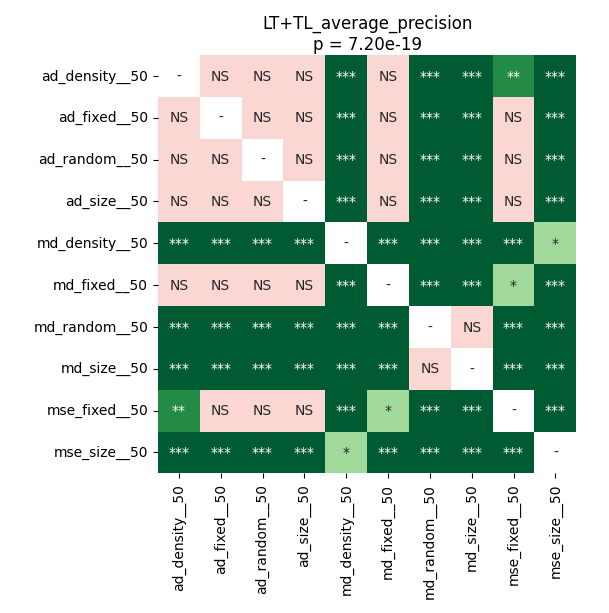 LT+TL_average_precision
p = 7.20e-19
ad_density__50 - NS NS NS *** NS *** *** ** ***
ad_fixed__50 NS - NS NS *** NS *** *** NS ***
ad_random__50 NS NS - NS *** NS *** *** NS ***
ad_size__50 NS NS NS - *** NS *** *** NS ***
md_density__50 *** *** *** *** - *** *** *** *** *
md_fixed__50 NS NS NS NS *** - *** *** * ***
md_random__50 *** *** *** *** *** *** - NS *** ***
md_size__50 *** *** *** *** *** *** NS - *** ***
mse_fixed__50 ** NS NS NS *** * *** *** - ***
mse_size__50 *** *** *** *** * *** *** *** *** -
ad_density__50
ad_fixed__50
ad_random__50
ad_size__50
md_density__50
md_fixed__50
md_random__50
md_size__50
mse_fixed__50
mse_size__50